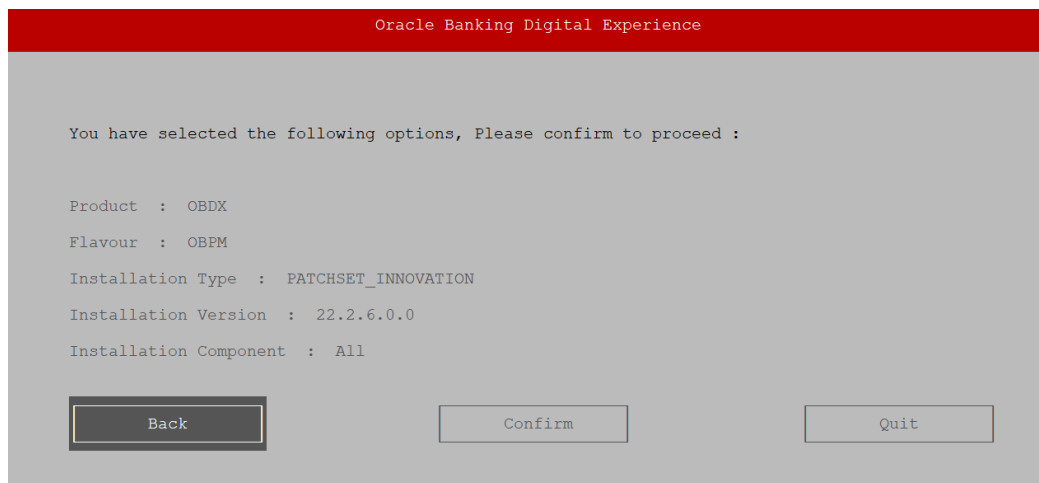 Oracle Banking Digital Experience
You have selected the following options, Please confirm to proceed :
Product : OBDX
Flavour : OBPM
Installation Type : PATCHSET_INNOVATION
Installation Version : 22.2.6.0.0
Installation Component : All
Back Confirm Quit